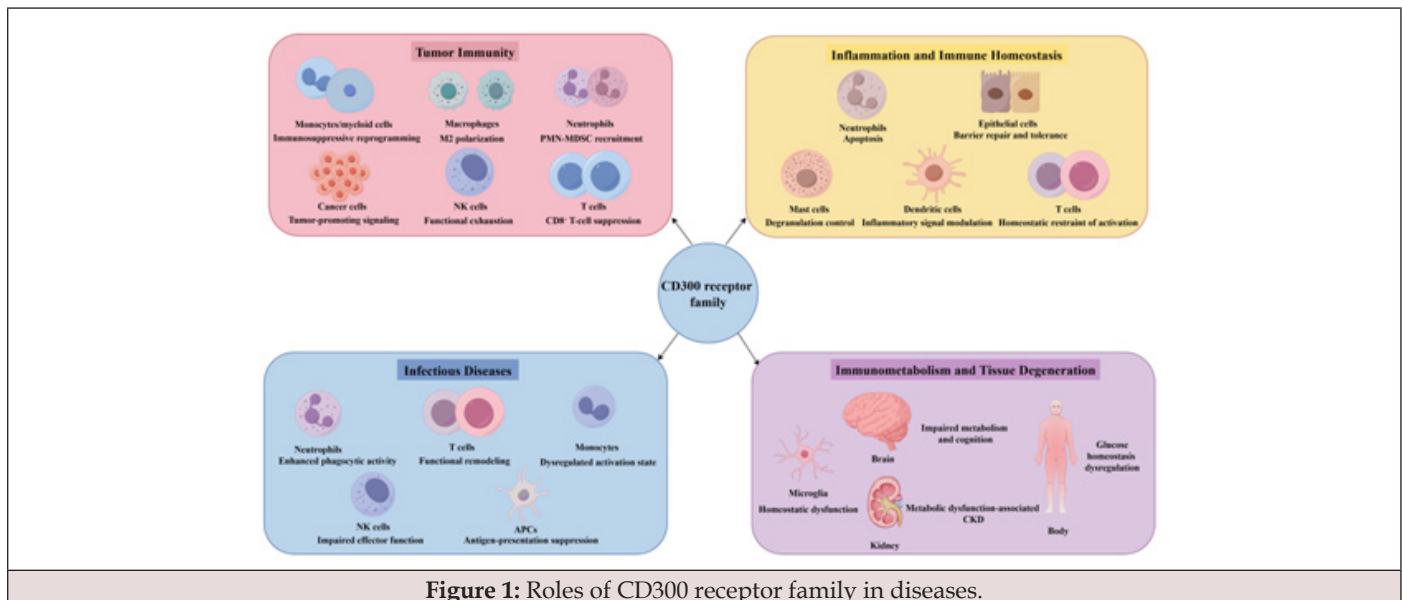 Tumor Immunity
Monocytes/myeloid cells
Immunosuppressive reprogramming
Macrophages
M2 polarization
Neutrophils
PMN-MDSC recruitment
Cancer cells
Tumor-promoting signaling
NK cells
Functional exhaustion
T cells
CD8⁺ T-cell suppression
Inflammation and Immune Homeostasis
Neutrophils
Apoptosis
Epithelial cells
Barrier repair and tolerance
Mast cells
Degranulation control
Dendritic cells
Inflammatory signal modulation
T cells
Homeostatic restraint of activation
CD300 receptor
family
Infectious Diseases
Neutrophils
Enhanced phagocytic activity
T cells
Functional remodeling
Monocytes
Dysregulated activation state
NK cells
Impaired effector function
APCs
Antigen-presentation suppression
Immunometabolism and Tissue Degeneration
Microglia
Homeostatic dysfunction
Brain
Impaired metabolism
and cognition
Kidney
Metabolic dysfunction-associated
CKD
Body
Glucose
homeostasis
dysregulation
Figure 1: Roles of CD300 receptor family in diseases.